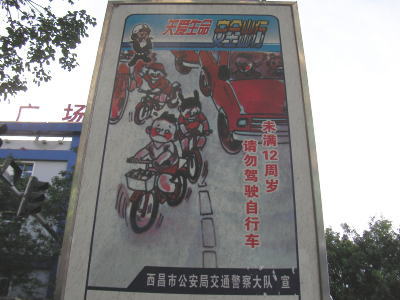 关爱生命 安全出行
未满12周岁
请勿驾驶自行车
西昌市公安局交通警察大队 宣
广场